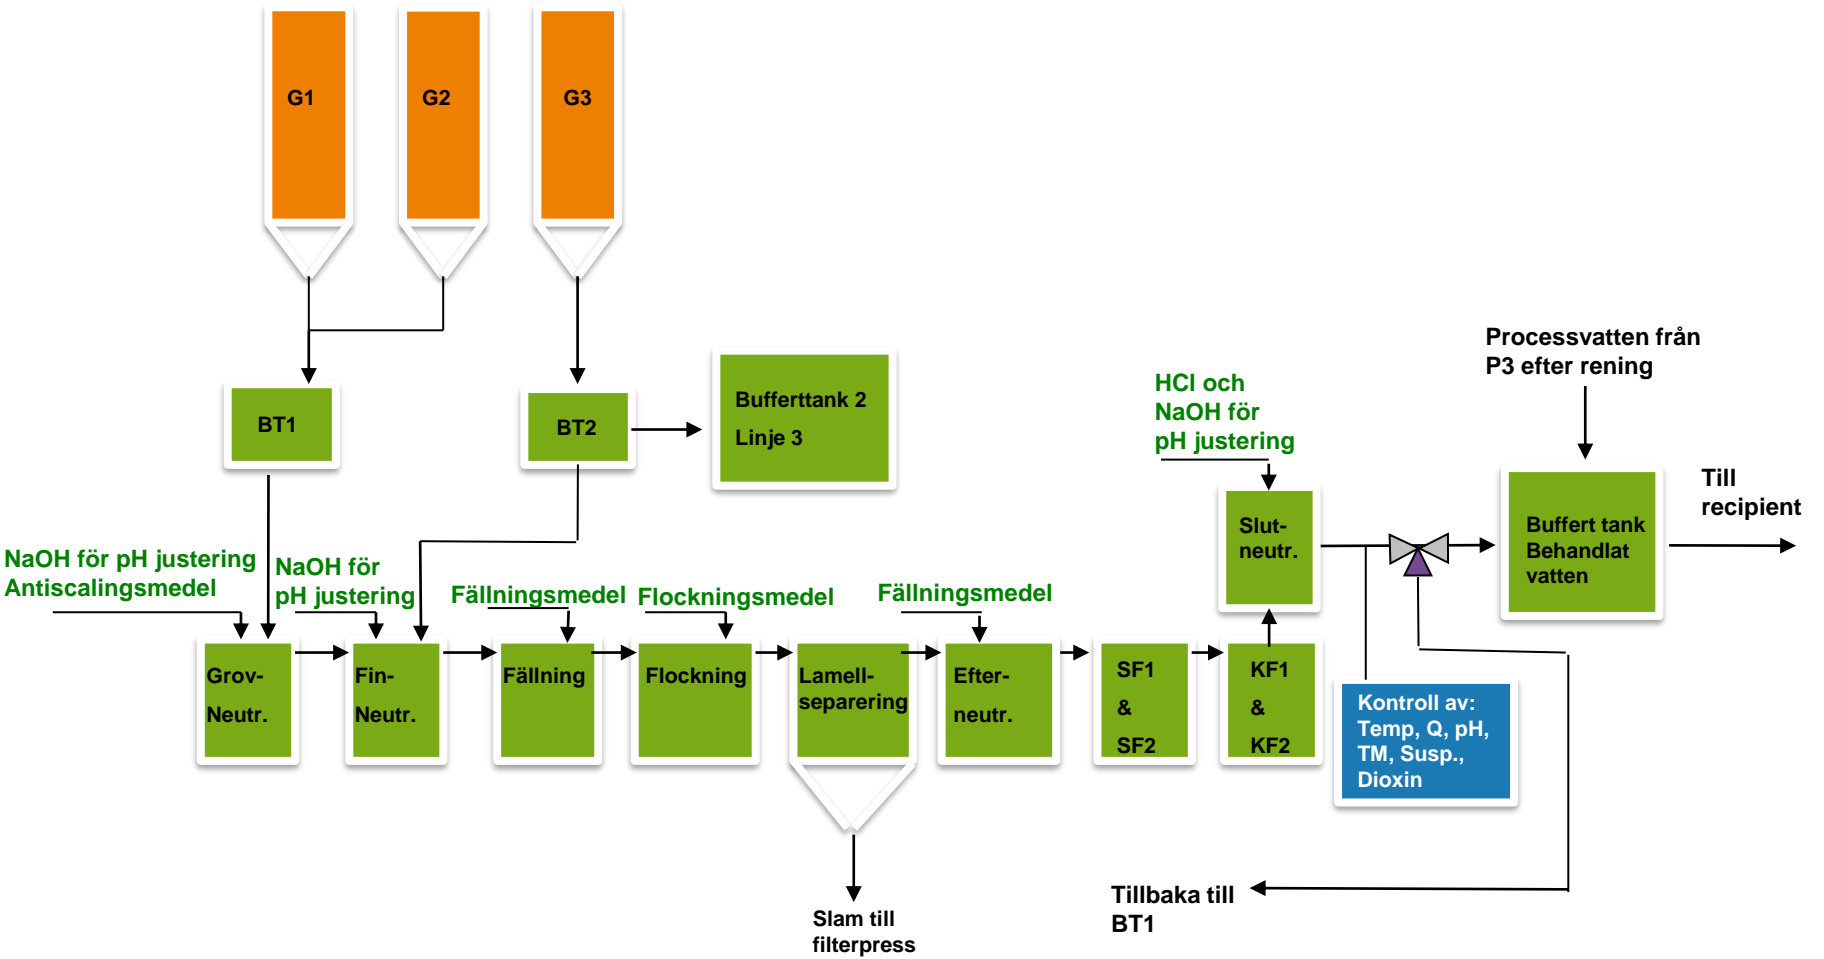 G1
G2
G3
BT1
BT2
Bufferttank 2
Linje 3
Processvatten från
P3 efter rening
HCl och
NaOH för
pH justering
Till
recipient
Slut-
neutr.
Buffert tank
Behandlat
vatten
NaOH för pH justering
Antiscalingsmedel
NaOH för
pH justering
Fällningsmedel
Flockningsmedel
Fällningsmedel
Grov-
Neutr.
Fin-
Neutr.
Fällning
Flockning
Lamell-
separering
Efter-
neutr.
SF1
&
SF2
KF1
&
KF2
Kontroll av:
Temp, Q, pH,
TM, Susp.,
Dioxin
Slam till
filterpress
Tillbaka till
BT1